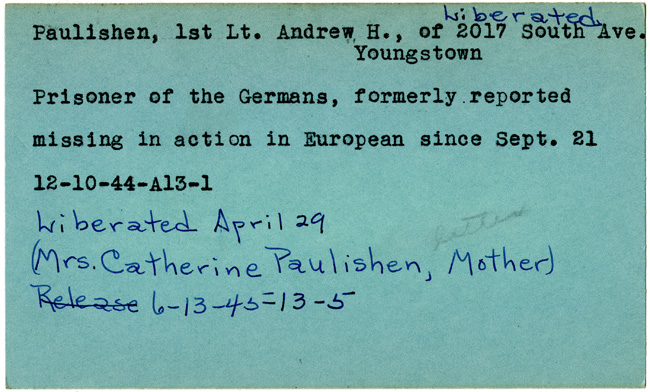 Liberated
Paulishen, 1st Lt. Andrew H., of 2017 South Ave.
Youngstown
Prisoner of the Germans, formerly reported
missing in action in European since Sept. 21
12-10-44-A13-1
Liberated April 29
(Mrs. Catherine Paulishen, Mother)
Release 6-13-45=13-5